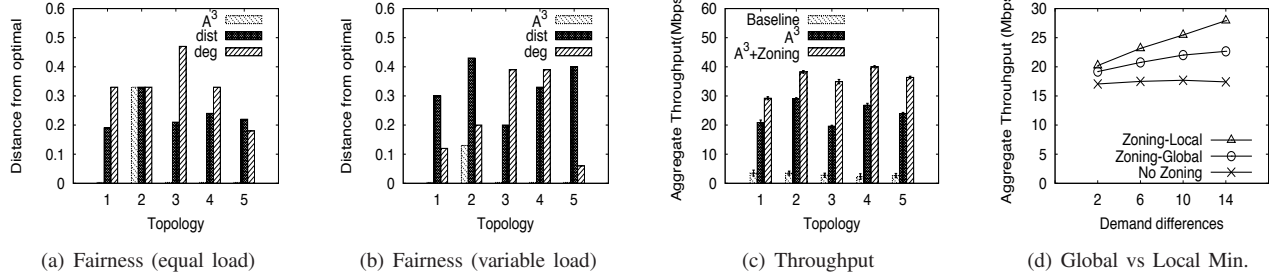 Distance from optimal
0.6
0.5
0.4
0.3
0.2
0.1
0
A³
dist
deg
1 2 3 4 5
Topology
(a) Fairness (equal load)
Distance from optimal
0.6
0.5
0.4
0.3
0.2
0.1
0
A³
dist
deg
1 2 3 4 5
Topology
(b) Fairness (variable load)
Aggregate Throughput(Mbps)
60
50
40
30
20
10
0
Baseline
A³
A³+Zoning
1 2 3 4 5
Topology
(c) Throughput
Aggregate Throuhgput (Mbps)
30
25
20
15
10
5
0
Zoning-Local
Zoning-Global
No Zoning
2 6 10 14
Demand differences
(d) Global vs Local Min.